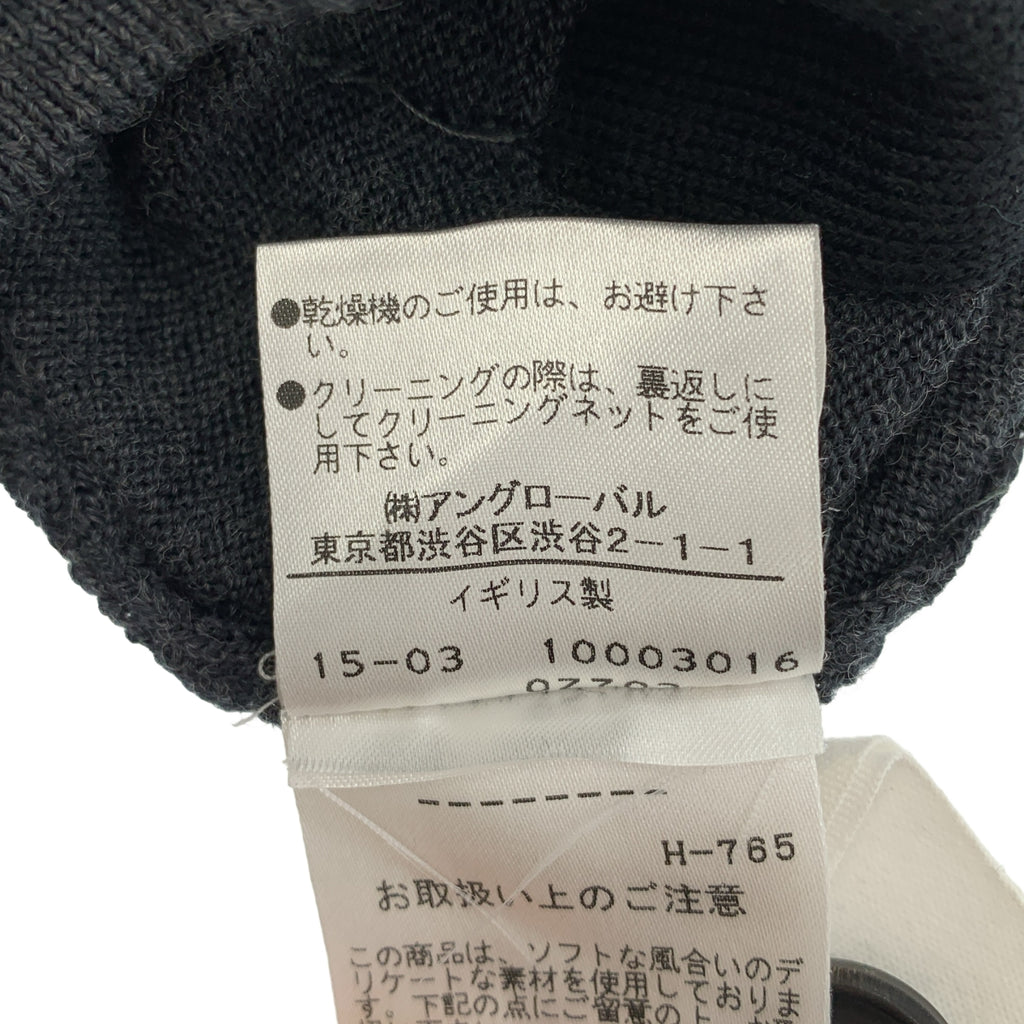 ●乾燥機のご使用は、お避け下さ
い。
●クリーニングの際は、裏返しに
してクリーニングネットをご使
用下さい。
㈱アングローバル
東京都渋谷区渋谷2-1-1
イギリス製
15-03 10003016
H-765
お取扱い上のご注意
この商品は、ソフトな風合いのデ
リケートな素材を使用しており
す。下記の点にご留意の上